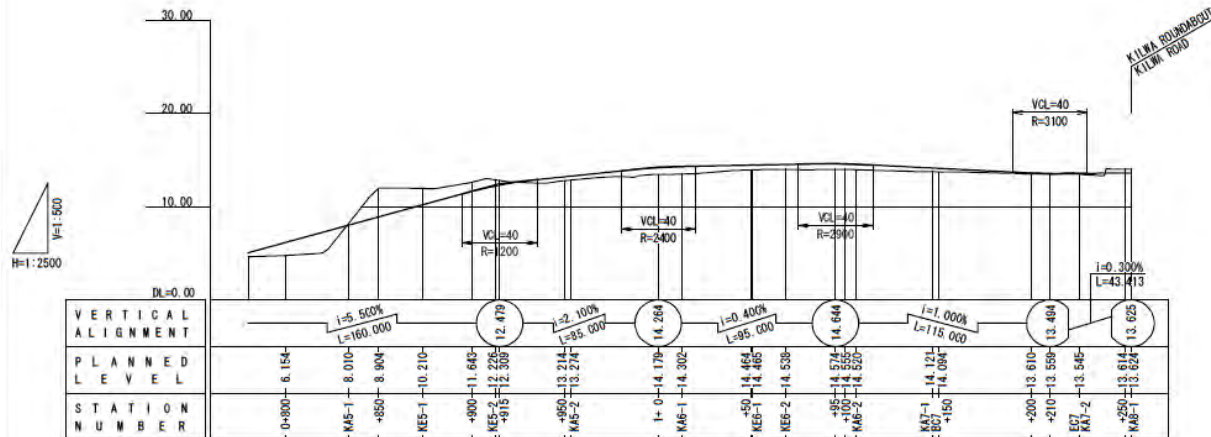 30.00
20.00
10.00
DL=0.00
V=1:500
H=1:2500
KILWA ROUNDABOUT
KILWA ROAD
VCL=40
R=3100
VCL=40
R=1200
VCL=40
R=2400
VCL=40
R=2900
i=0.300%
L=43.413
VERTICAL ALIGNMENT
i=5.500%
L=160.000
12.479
i=2.100%
L=85.000
14.264
i=0.400%
L=95.000
14.644
i=1.000%
L=115.000
13.494
13.625
PLANNED LEVEL
6.154
8.010
8.904
10.210
11.643
12.226
12.309
13.214
13.274
14.179
14.302
14.464
14.465
14.538
14.574
14.555
14.520
14.121
14.094
13.610
13.559
13.545
13.614
13.624
STATION NUMBER
0+800
KA5-1
+850
KE5-1
+900
KE5-2
+915
+950
KA5-2
1+ 0
KA6-1
+50
KE6-1
KE6-2
+95
+100
KA6-2
KA7-1
BC7
+150
+200
+210
EC7
KA7-2
+250
KA8-1